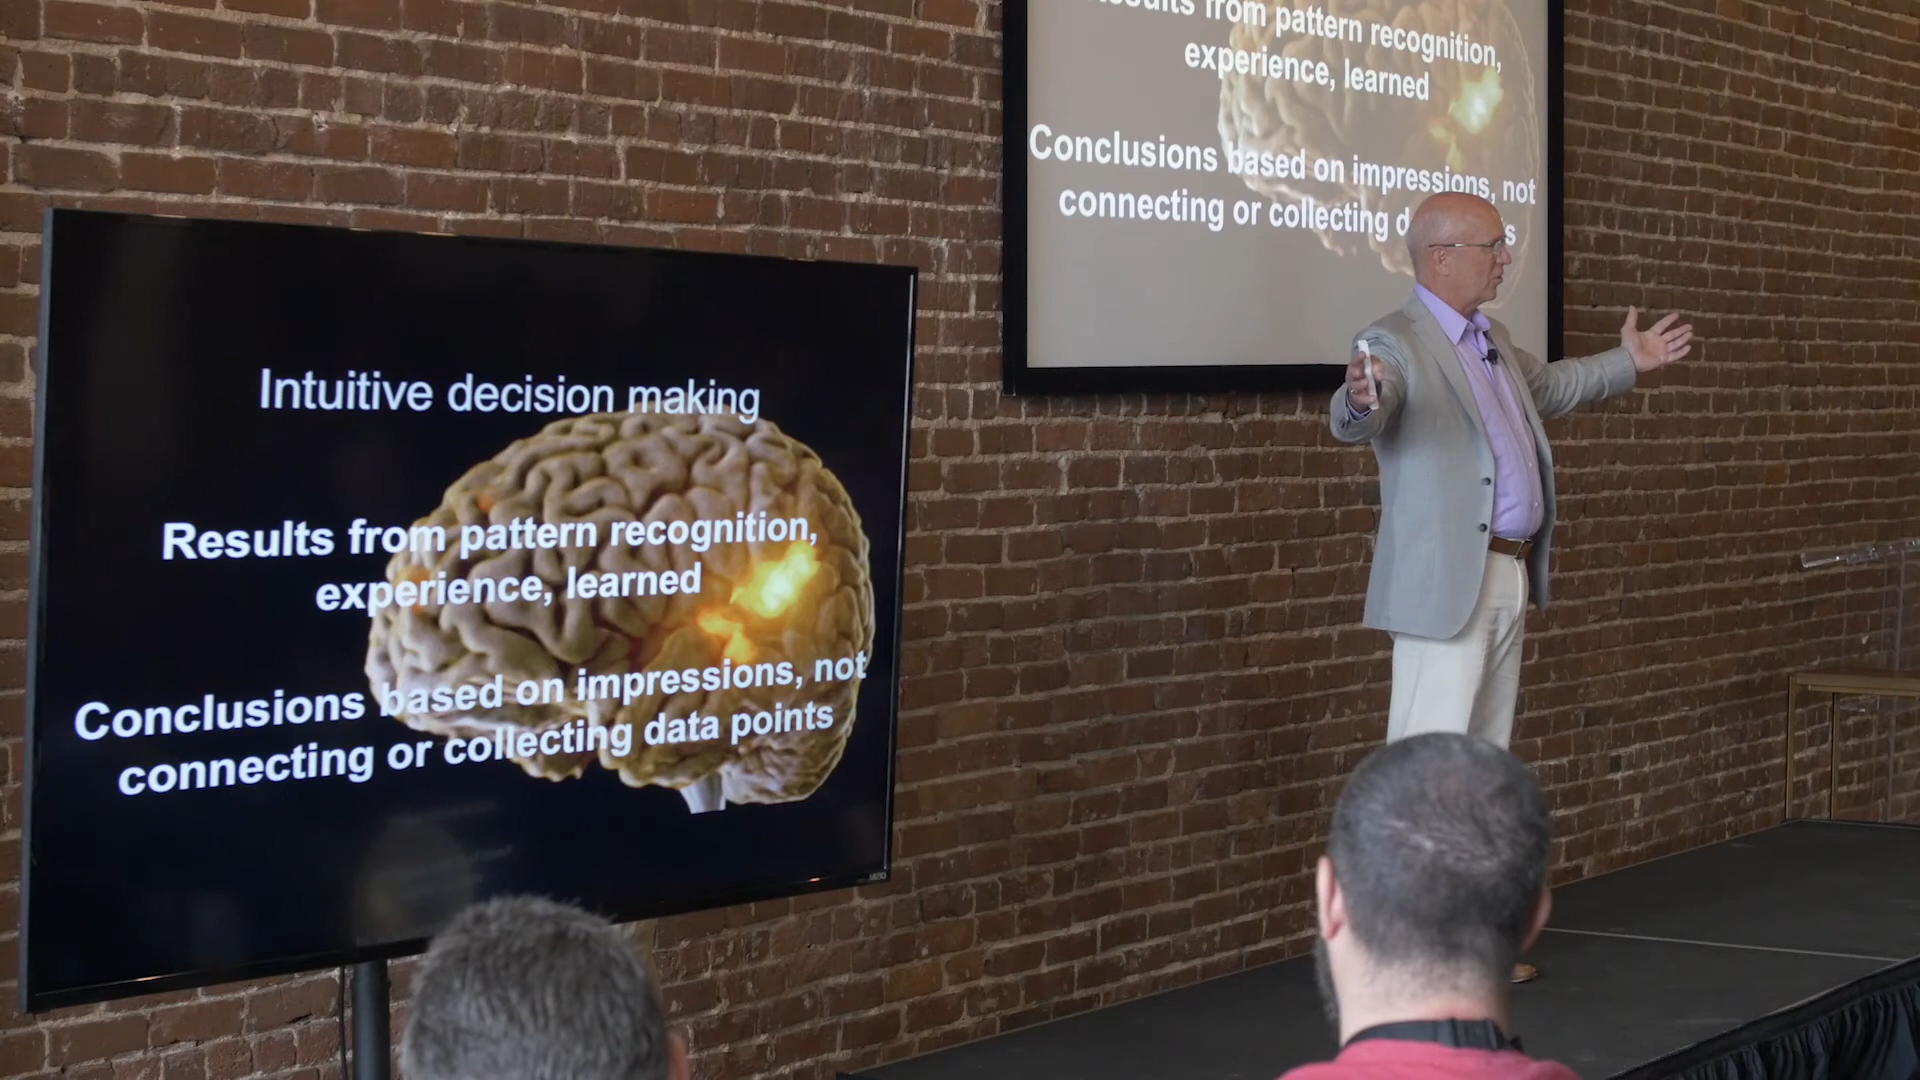 Intuitive decision making
Results from pattern recognition,
experience, learned
Conclusions based on impressions, not
connecting or collecting data points
VIZIO
from pattern recognition,
experience, learned
Conclusions based on impressions, not
connecting or collecting